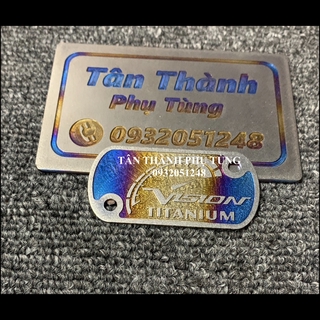 Tân Thành
Phụ Tùng
0932051248
TÂN THÀNH PHỤ TÙNG
0932051248
VISION
TITANIUM